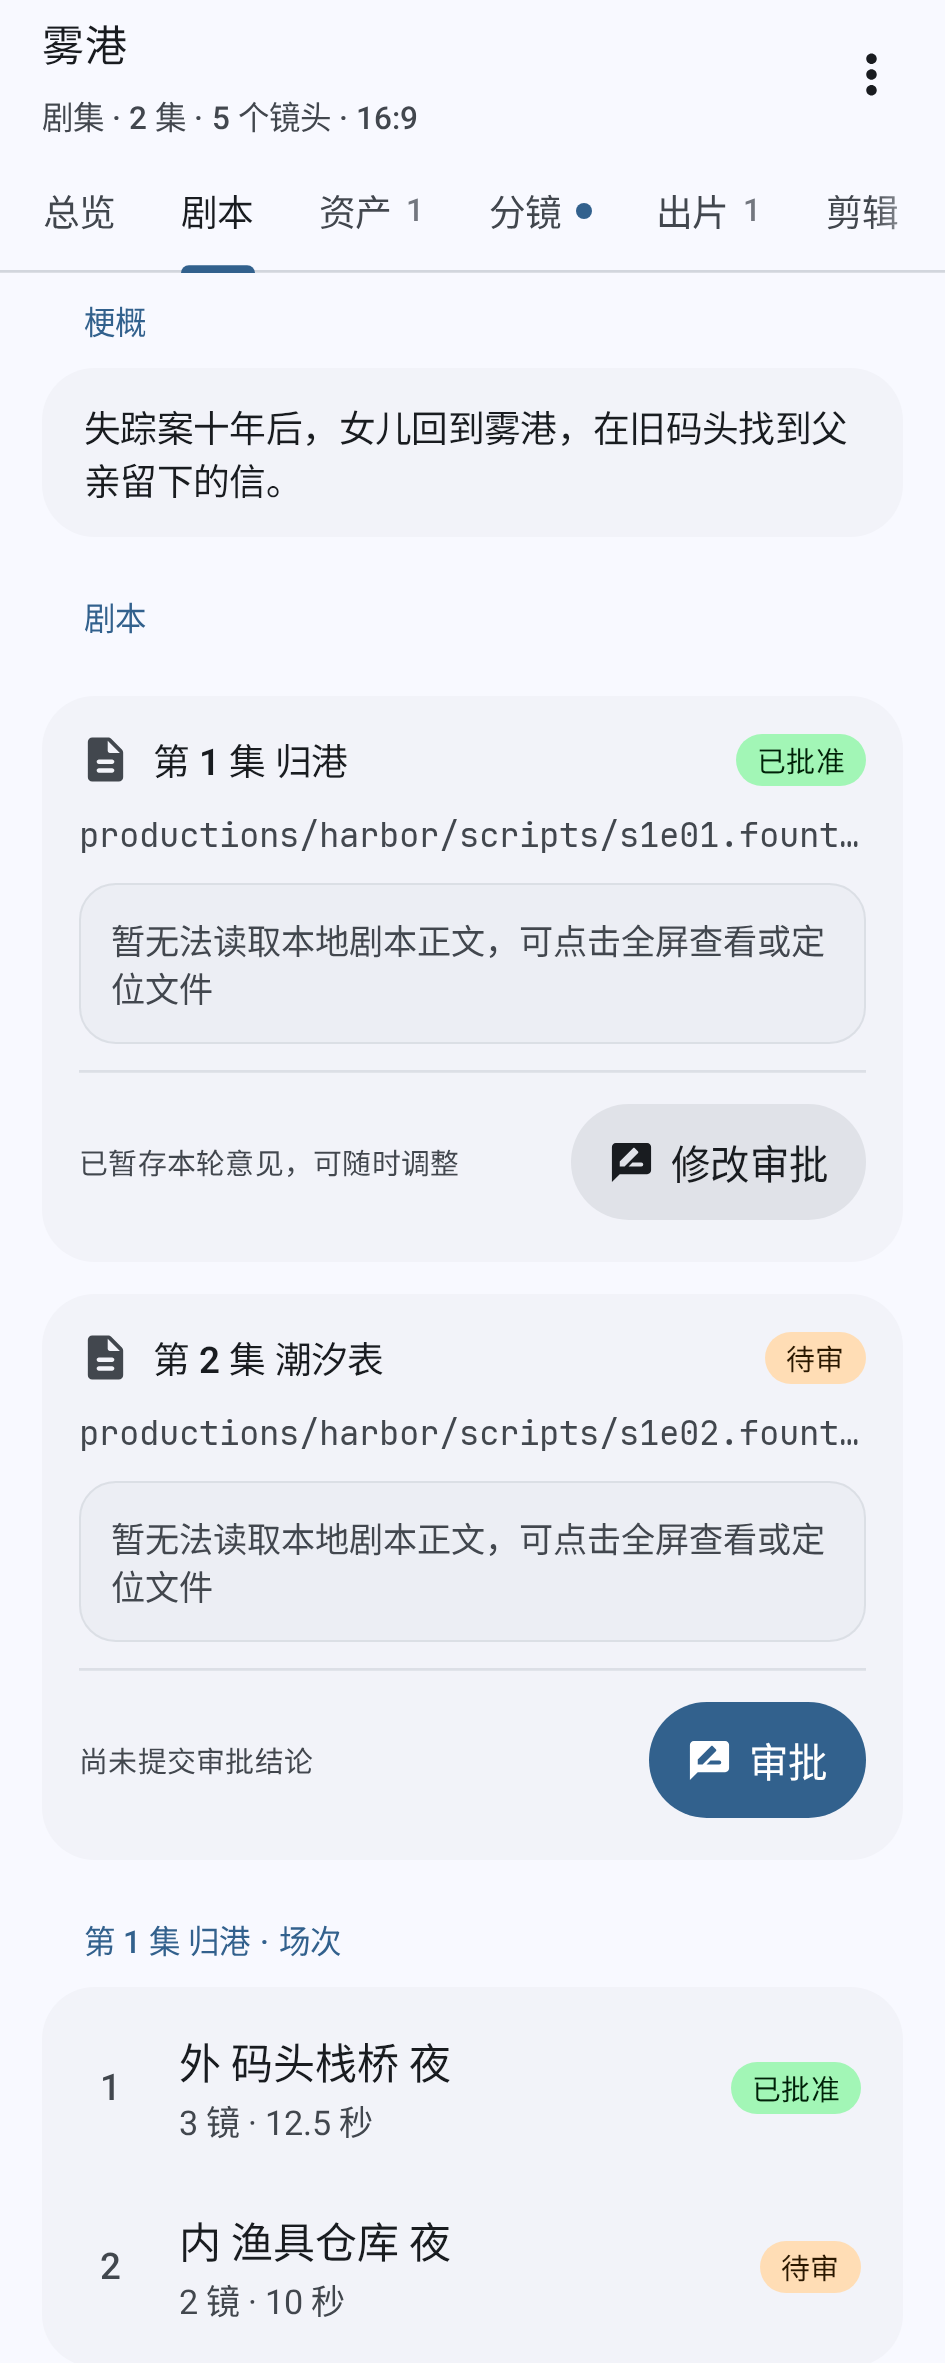 雾港
剧集 · 2 集 · 5 个镜头 · 16:9
总览 剧本 资产 1 分镜 出片 1 剪辑
梗概
失踪案十年后，女儿回到雾港，在旧码头找到父
亲留下的信。
剧本
第 1 集 归港 已批准
productions/harbor/scripts/s1e01.fount…
暂无法读取本地剧本正文，可点击全屏查看或定
位文件
已暂存本轮意见，可随时调整 修改审批
第 2 集 潮汐表 待审
productions/harbor/scripts/s1e02.fount…
暂无法读取本地剧本正文，可点击全屏查看或定
位文件
尚未提交审批结论 审批
第 1 集 归港 · 场次
1 外 码头栈桥 夜 已批准
3 镜 · 12.5 秒
2 内 渔具仓库 夜 待审
2 镜 · 10 秒